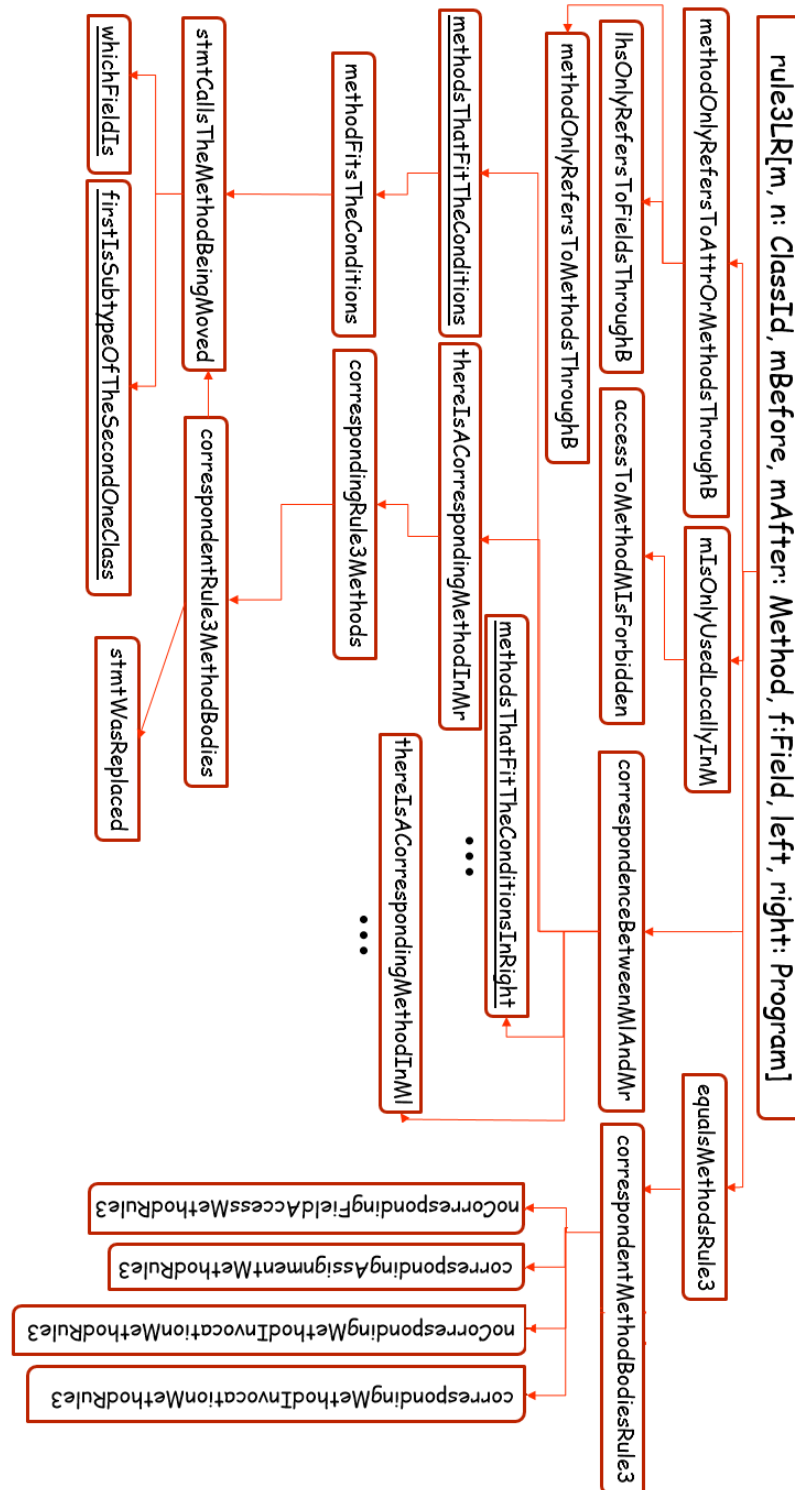 rule3LR[m, n: ClassId, mBefore, mAfter: Method, f:Field, left, right: Program]
methodOnlyRefersToAttrOrMethodsThroughB
mIsOnlyUsedLocallyInM
equalsMethodsRule3
lhsOnlyRefersToFieldsThroughB
accessToMethodMIsForbidden
correspondenceBetweenMlAndMr
correspondentMethodBodiesRule3
methodOnlyRefersToMethodsThroughB
methodsThatFitTheConditions
thereIsACorrespondingMethodInMr
methodsThatFitTheConditionsInRight
...
thereIsACorrespondingMethodInMl
...
methodFitsTheConditions
correspondingRule3Methods
stmtCallsTheMethodBeingMoved
correspondentRule3MethodBodies
whichFieldIs
firstIsSubtypeOfTheSecondOneClass
stmtWasReplaced
noCorrespondingFieldAccessMethodRule3
correspondingAssignmentMethodRule3
noCorrespondingMethodInvocationMethodRule3
correspondingMethodInvocationMethodRule3